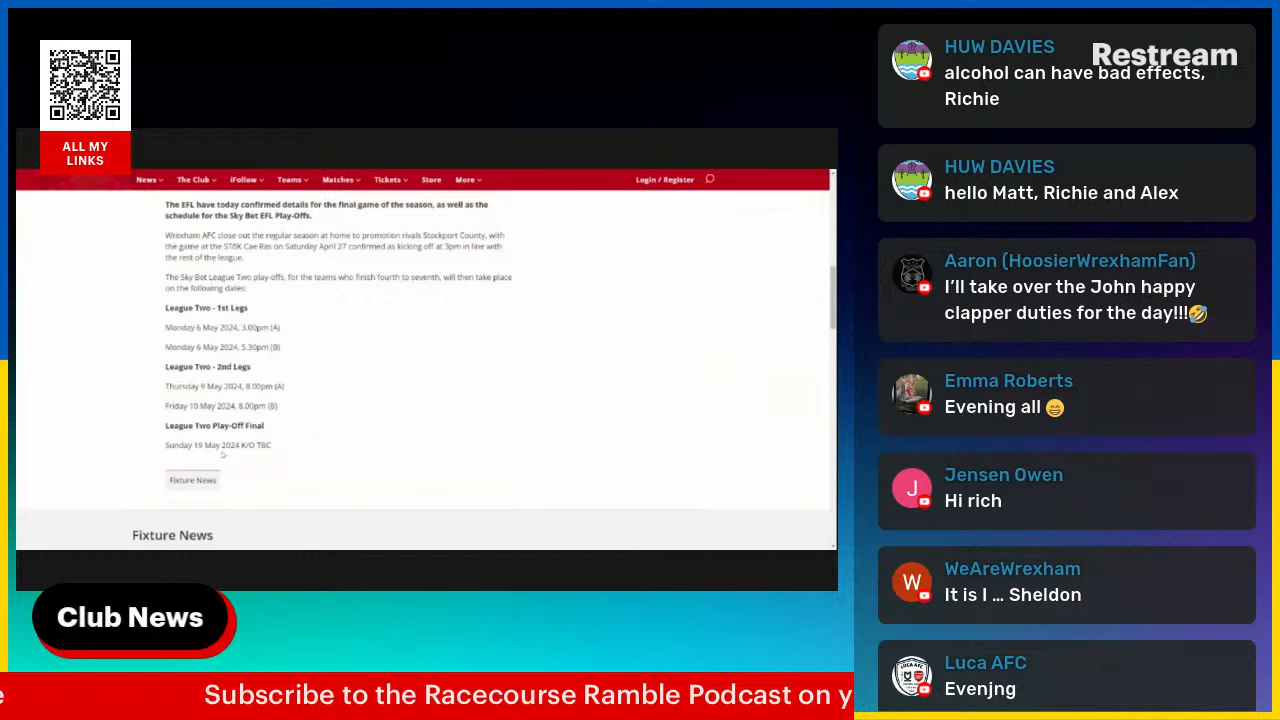 ALL MY
LINKS
News
The Club
iFollow
Teams
Matches
Tickets
Store
More
Login / Register
The EFL have today confirmed details for the final game of the season, as well as the
schedule for the Sky Bet EFL Play-Offs.
Wrexham AFC close out the regular season at home to promotion rivals Stockport County, with
the game at the STōK Cae Ras on Saturday April 27 confirmed as kicking off at 3pm in line with
the rest of the league.
The Sky Bet League Two play-offs, for the teams who finish fourth to seventh, will then take place
on the following dates:
League Two - 1st Legs
Monday 6 May 2024, 3.00pm (A)
Monday 6 May 2024, 5.30pm (B)
League Two - 2nd Legs
Thursday 9 May 2024, 8.00pm (A)
Friday 10 May 2024, 8.00pm (B)
League Two Play-Off Final
Sunday 19 May 2024 K/O TBC
Fixture News
Fixture News
Club News
e Subscribe to the Racecourse Ramble Podcast on y
Restream
HUW DAVIES
alcohol can have bad effects,
Richie
HUW DAVIES
hello Matt, Richie and Alex
Aaron (HoosierWrexhamFan)
I’ll take over the John happy
clapper duties for the day!!!🤣
Emma Roberts
Evening all 😁
J
Jensen Owen
Hi rich
W
WeAreWrexham
It is I ... Sheldon
Luca AFC
Evenjng